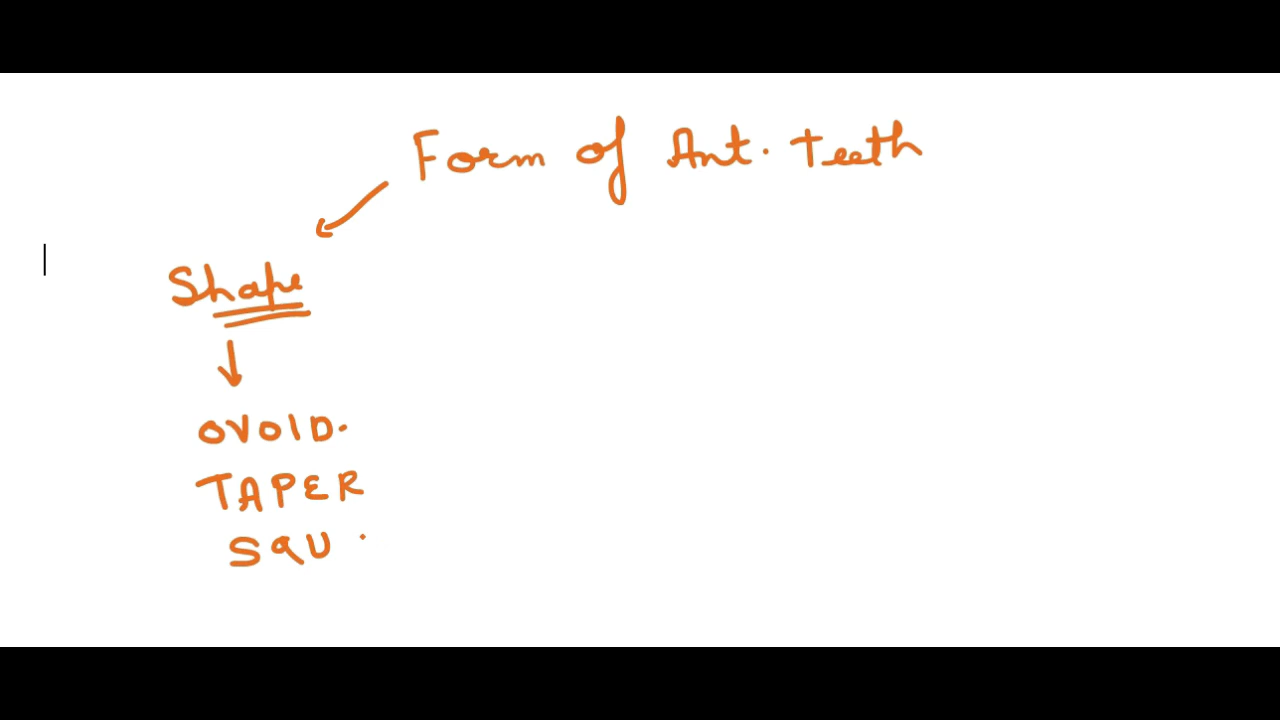 Form of Ant. Teeth
Shape
OVOID.
TAPER
SQU